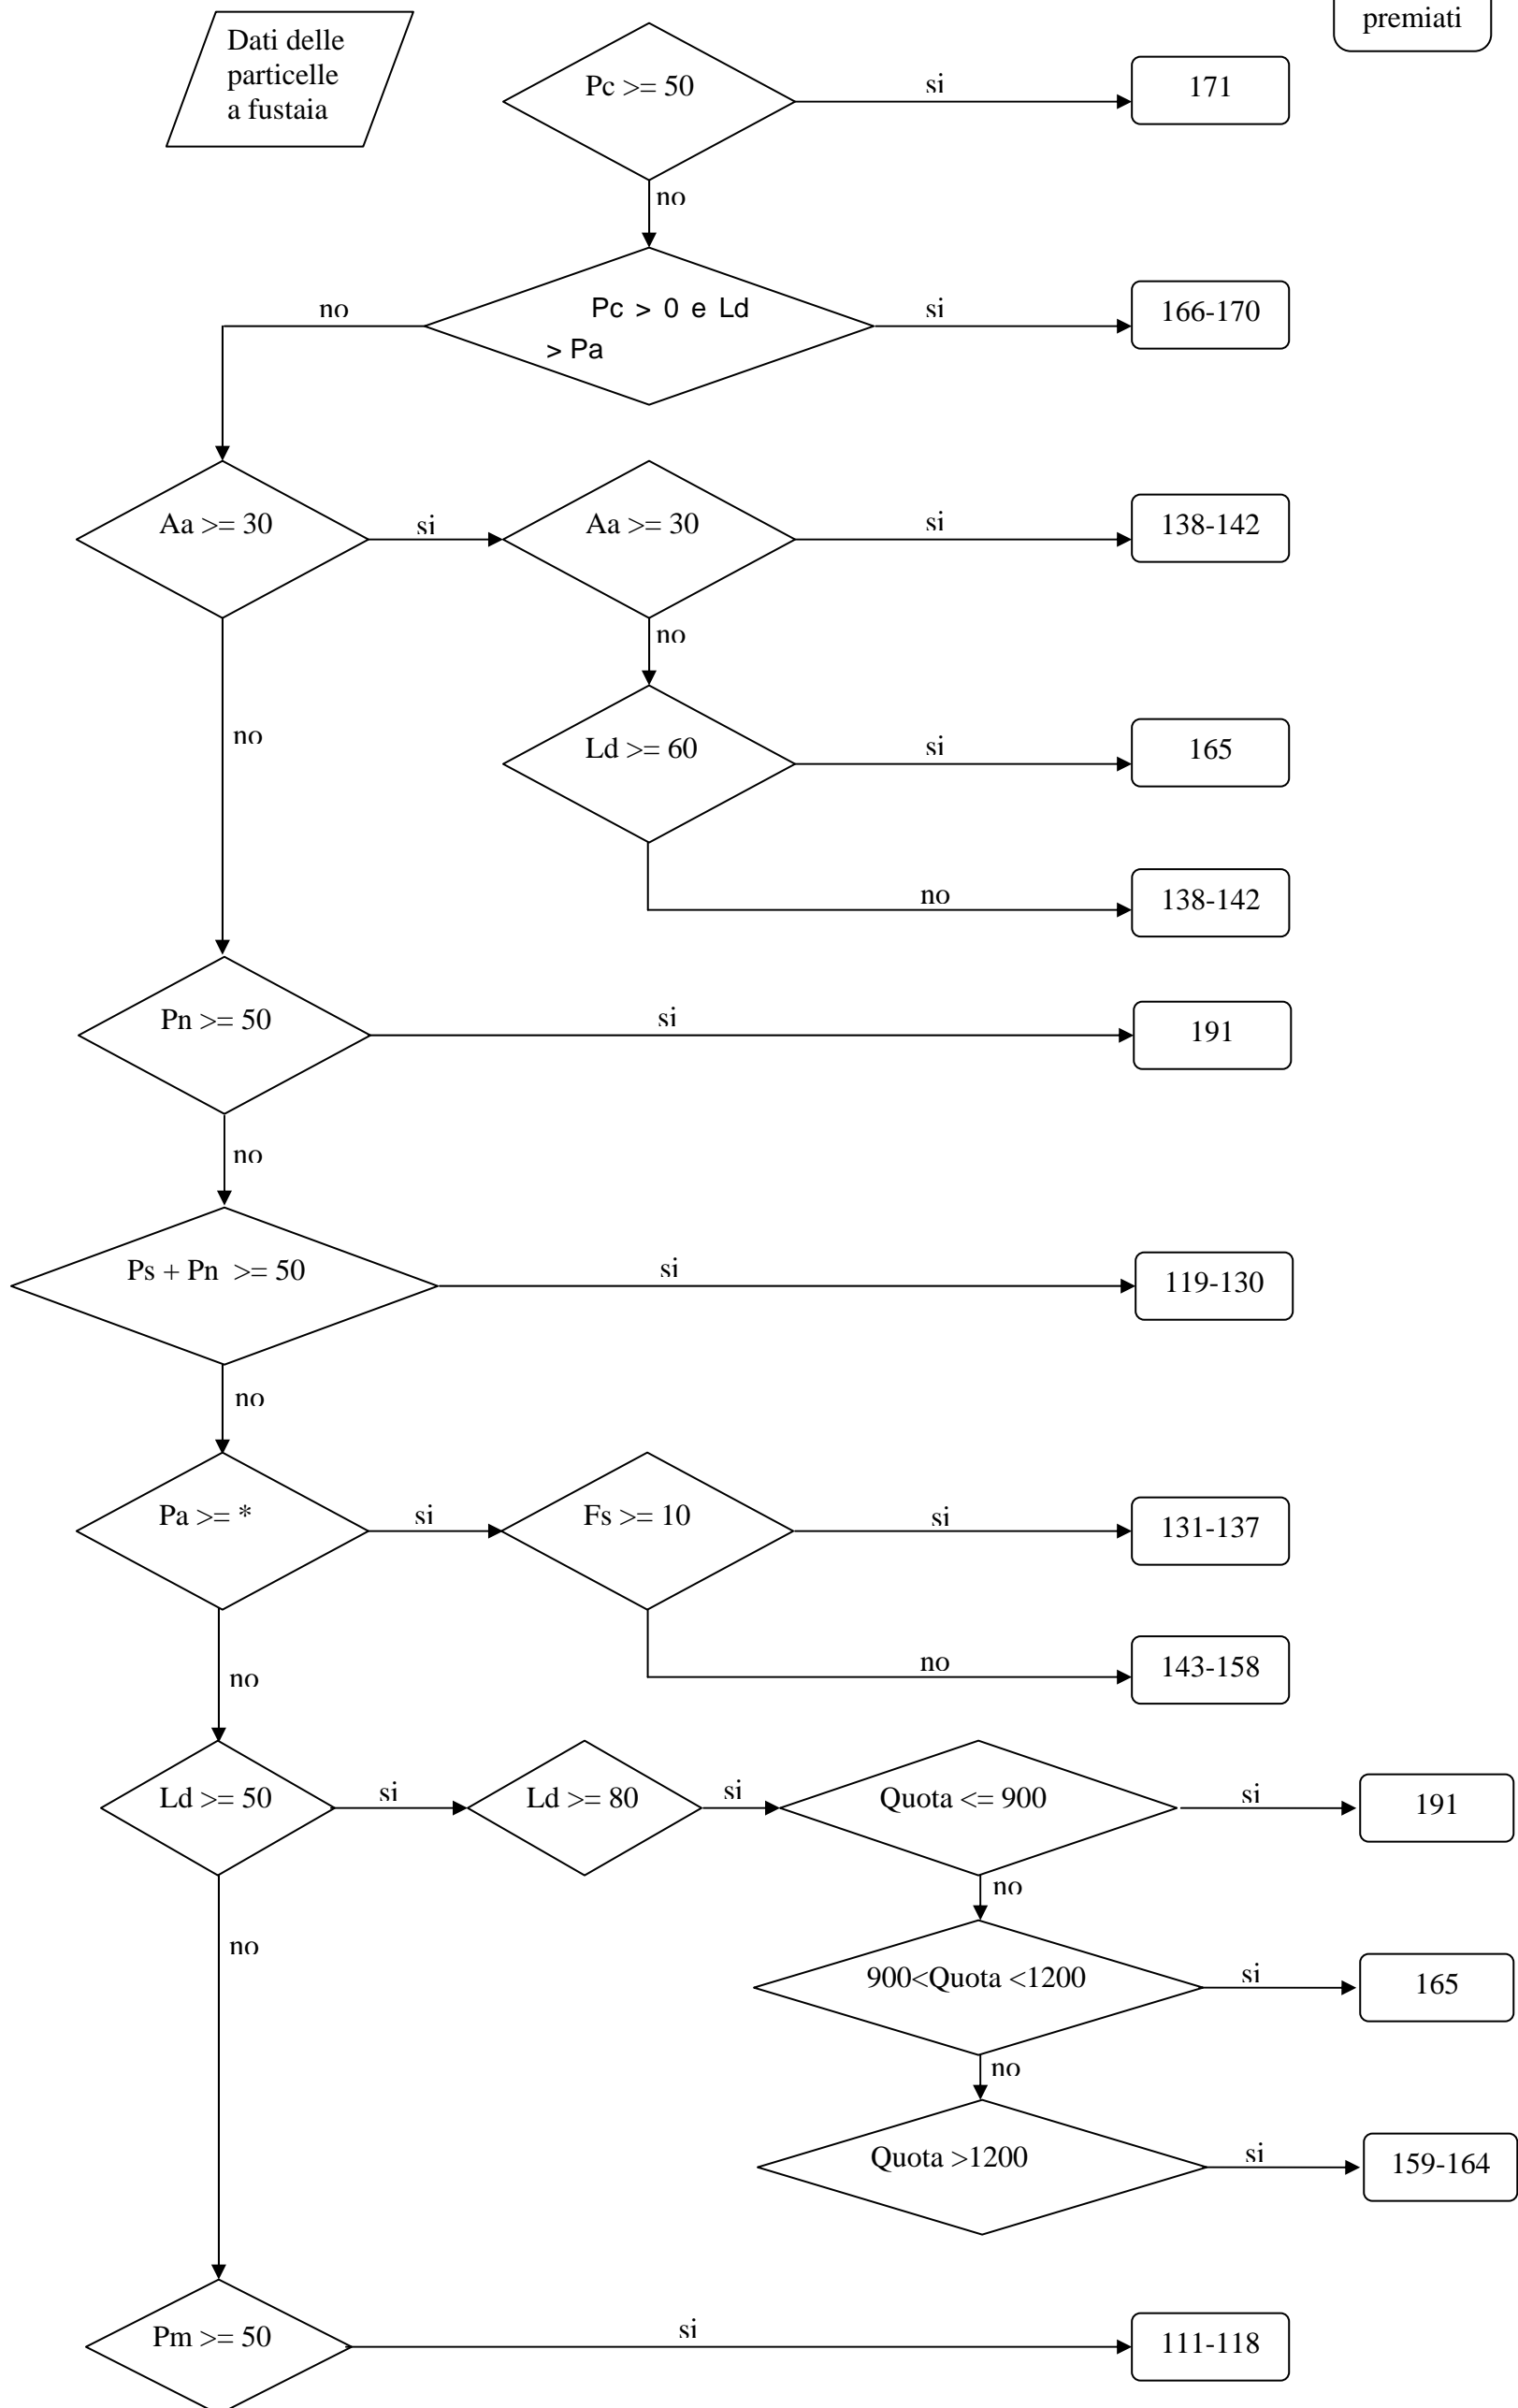 premiati
Dati delle
particelle
a fustaia
Pc >= 50
si
171
no
Pc > 0 e Ld
> Pa
no
si
166-170
Aa >= 30
si
Aa >= 30
si
138-142
no
no
Ld >= 60
si
165
no
138-142
Pn >= 50
si
191
no
Ps + Pn >= 50
si
119-130
no
Pa >= *
si
Fs >= 10
si
131-137
no
no
143-158
Ld >= 50
si
Ld >= 80
si
Quota <= 900
si
191
no
no
900<Quota <1200
si
165
no
Quota >1200
si
159-164
Pm >= 50
si
111-118